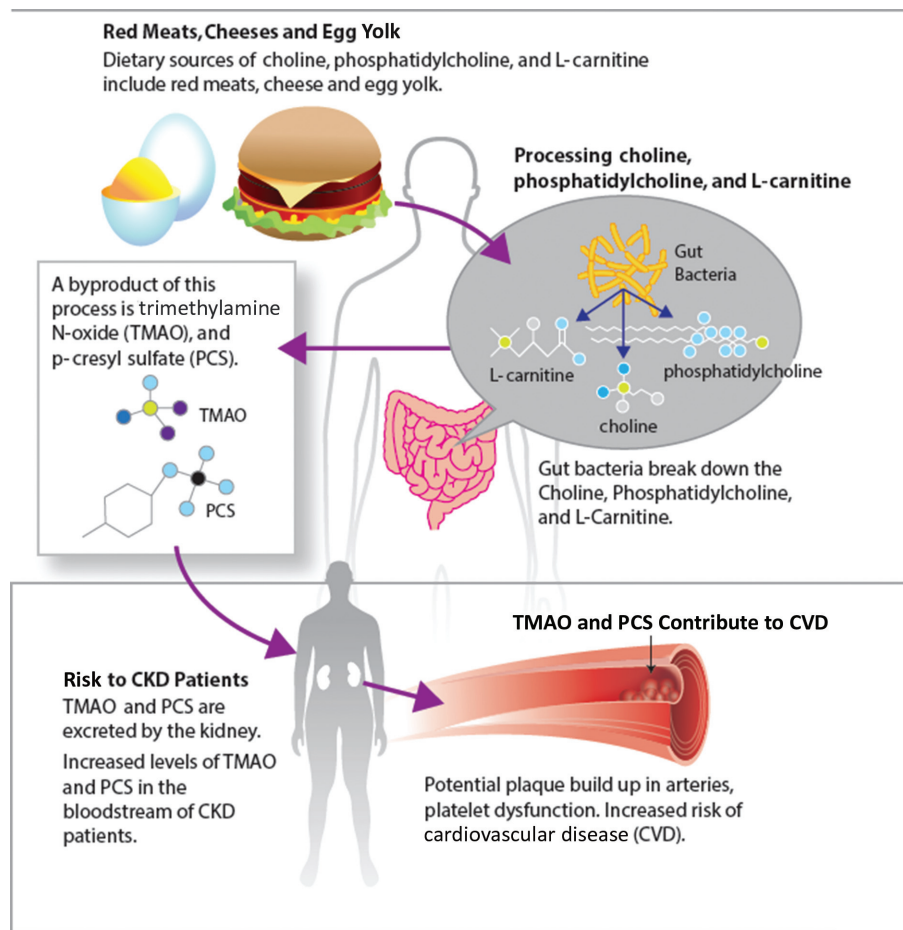 Red Meats, Cheeses and Egg Yolk
Dietary sources of choline, phosphatidylcholine, and L-carnitine
include red meats, cheese and egg yolk.
Processing choline,
phosphatidylcholine, and L-carnitine
Gut
Bacteria
L-carnitine
phosphatidylcholine
choline
Gut bacteria break down the
Choline, Phosphatidylcholine,
and L-Carnitine.
A byproduct of this
process is trimethylamine
N-oxide (TMAO), and
p-cresyl sulfate (PCS).
TMAO
PCS
Risk to CKD Patients
TMAO and PCS are
excreted by the kidney.
Increased levels of TMAO
and PCS in the
bloodstream of CKD
patients.
TMAO and PCS Contribute to CVD
Potential plaque build up in arteries,
platelet dysfunction. Increased risk of
cardiovascular disease (CVD).